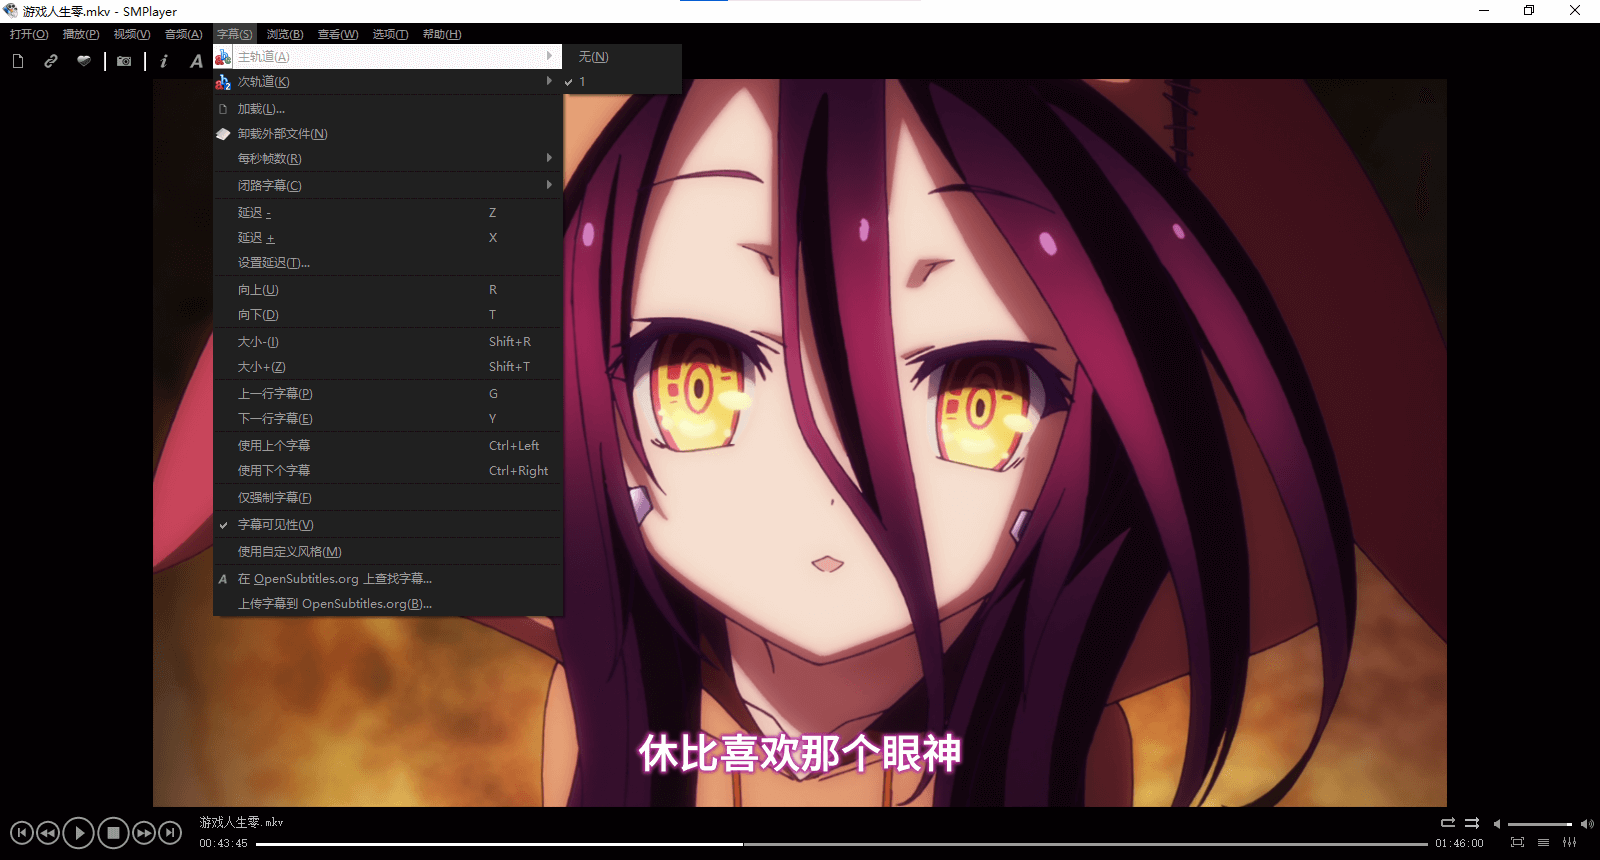 游戏人生零.mkv - SMPlayer
打开(O) 播放(P) 视频(V) 音频(A) 字幕(S) 浏览(B) 查看(W) 选项(T) 帮助(H)
主轨道(A)
无(N)
次轨道(K)
1
加载(L)...
卸载外部文件(N)
每秒帧数(R)
闭路字幕(C)
延迟 - Z
延迟 + X
设置延迟(T)...
向上(U) R
向下(D) T
大小-(I) Shift+R
大小+(Z) Shift+T
上一行字幕(P) G
下一行字幕(E) Y
使用上个字幕 Ctrl+Left
使用下个字幕 Ctrl+Right
仅强制字幕(F)
字幕可见性(V)
使用自定义风格(M)
在 OpenSubtitles.org 上查找字幕...
上传字幕到 OpenSubtitles.org(B)...
休比喜欢那个眼神
游戏人生零.mkv
00:43:45 01:46:00